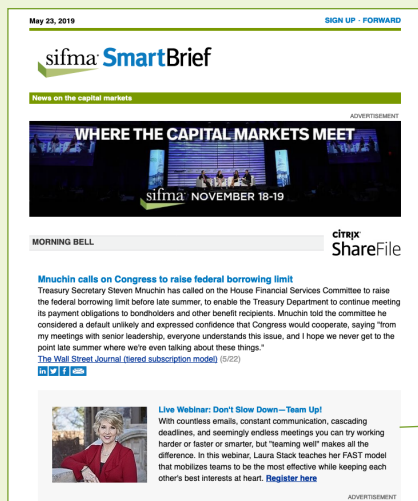 May 23, 2019
SIGN UP · FORWARD
sifma SmartBrief
News on the capital markets
ADVERTISEMENT
WHERE THE CAPITAL MARKETS MEET
sifma NOVEMBER 18-19
MORNING BELL
CİTRIX
ShareFile
Mnuchin calls on Congress to raise federal borrowing limit
Treasury Secretary Steven Mnuchin has called on the House Financial Services Committee to raise
the federal borrowing limit before late summer, to enable the Treasury Department to continue meeting
its payment obligations to bondholders and other benefit recipients. Mnuchin told the committee he
considered a default unlikely and expressed confidence that Congress would cooperate, saying "from
my meetings with senior leadership, everyone understands this issue, and I hope we never get to the
point late summer where we're even talking about these things."
The Wall Street Journal (tiered subscription model) (5/22)
in f
Live Webinar: Don't Slow Down—Team Up!
With countless emails, constant communication, cascading
deadlines, and seemingly endless meetings you can try working
harder or faster or smarter, but "teaming well" makes all the
difference. In this webinar, Laura Stack teaches her FAST model
that mobilizes teams to be the most effective while keeping each
other's best interests at heart. Register here
ADVERTISEMENT